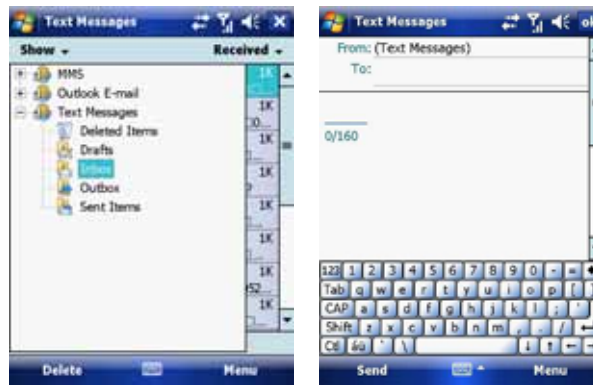 Text Messages
Show Received
MMS
Outlook E-mail
Text Messages
Deleted Items
Drafts
Inbox
Outbox
Sent Items
1K
1K
0...
1K
1K
1K
1K
1K
1K
Delete Menu
Text Messages ok
From: (Text Messages)
To:
0/160
123 1 2 3 4 5 6 7 8 9 0 - =
Tab q w e r t y u i o p [ ]
CAP a s d f g h j k l ; '
Shift z x c v b n m , . /
Ctl áü ` \
Send Menu